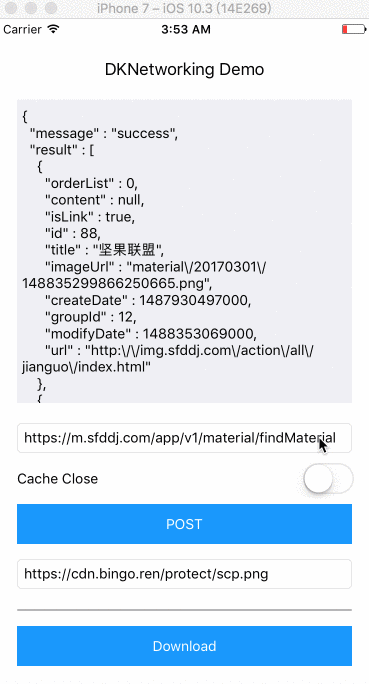 iPhone 7 – iOS 10.3 (14E269)
Carrier 3:53 AM
DKNetworking Demo
{
"message" : "success",
"result" : [
{
"orderList" : 0,
"content" : null,
"isLink" : true,
"id" : 88,
"title" : "坚果联盟",
"imageUrl" : "material\/20170301\/
148835299866250665.png",
"createDate" : 1487930497000,
"groupId" : 12,
"modifyDate" : 1488353069000,
"url" : "http:\/\/img.sfddj.com\/action\/all\/
jianguo\/index.html"
},
{
https://m.sfddj.com/app/v1/material/findMaterial
Cache Close
POST
https://cdn.bingo.ren/protect/scp.png
Download